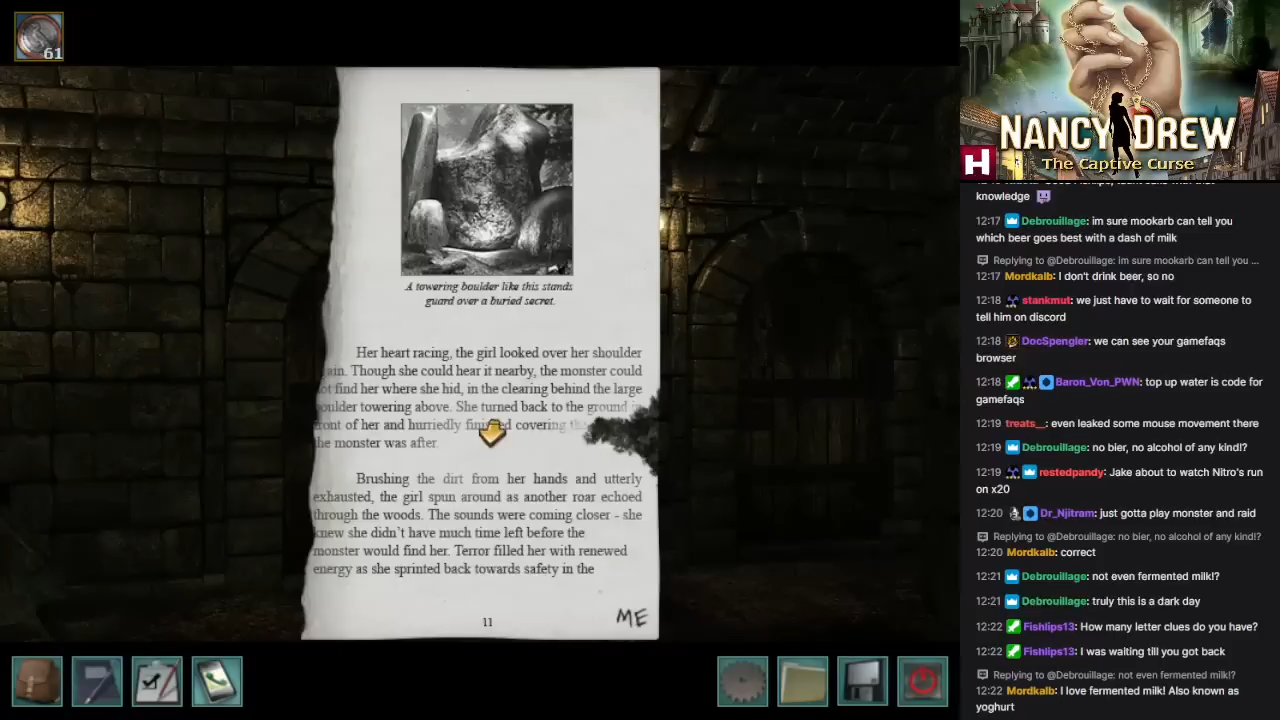 61
A towering boulder like this stands
guard over a buried secret.
Her heart racing, the girl looked over her shoulder
Though she could hear it nearby, the monster could
find her where she hid, in the clearing behind the large
towering above. She turned back to the ground in
of her and hurriedly covering
the monster was after.
Brushing the dirt from her hands and utterly
exhausted, the girl spun around as another roar echoed
through the woods. The sounds were coming closer - she
knew she didn't have much time left before the
monster would find her. Terror filled her with renewed
energy as she sprinted back towards safety in the
11
ME
NANCY DREW
The Captive Curse
H
knowledge
12:17 Debrouillage: im sure mookarb can tell you
which beer goes best with a dash of milk
Replying to @Debrouillage: im sure mookarb can tell you ...
12:17 Mordkalb: I don't drink beer, so no
12:18 stankmut: we just have to wait for someone to
tell him on discord
12:18 DocSpengler: we can see your gamefaqs
browser
12:18 Baron_Von_PWN: top up water is code for
gamefaqs
12:19 treats__: even leaked some mouse movement there
12:19 Debrouillage: no bier, no alcohol of any kind!?
12:19 restedpandy: Jake about to watch Nitro's run
on x20
12:20 Dr_Njitram: just gotta play monster and raid
Replying to @Debrouillage: no bier, no alcohol of any kind!?
12:20 Mordkalb: correct
12:21 Debrouillage: not even fermented milk!?
12:21 Debrouillage: truly this is a dark day
12:22 Fishlips13: How many letter clues do you have?
12:22 Fishlips13: I was waiting till you got back
Replying to @Debrouillage: not even fermented milk!?
12:22 Mordkalb: I love fermented milk! Also known as
yoghurt